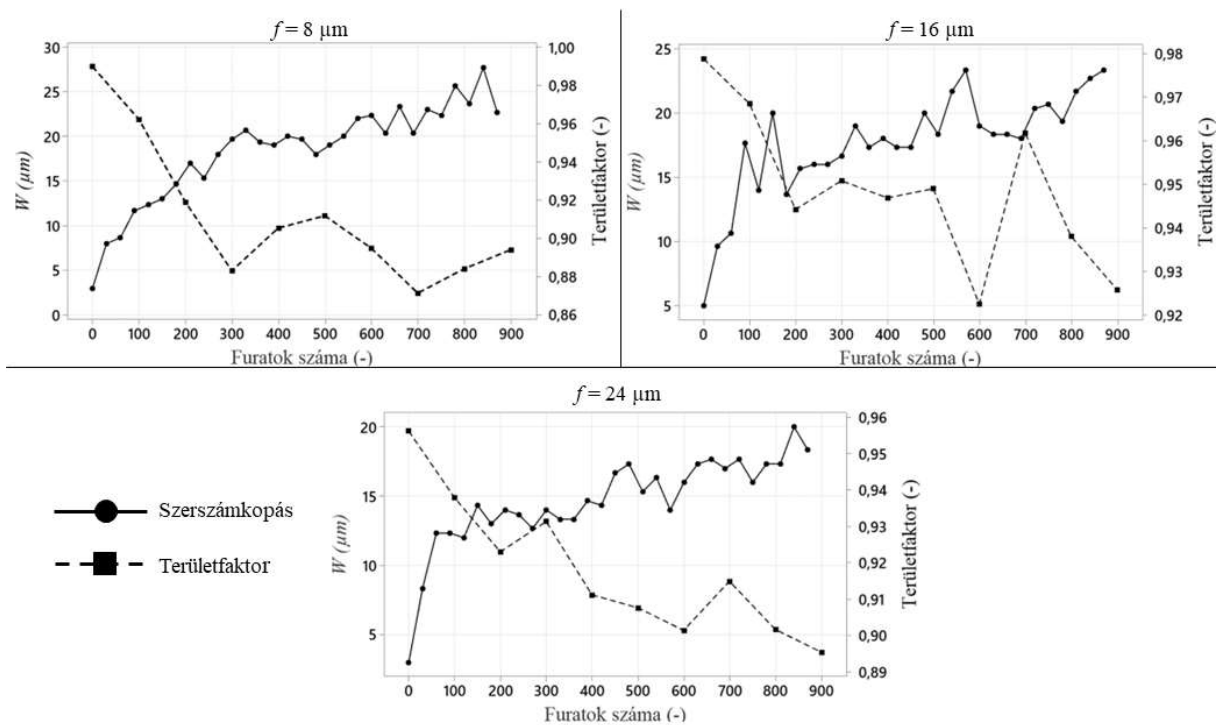 f = 8 µm
30
25
20
15
10
5
0
W (µm)
1,00
0,98
0,96
0,94
0,92
0,90
0,88
0,86
Területfaktor (-)
0 100 200 300 400 500 600 700 800 900
Furatok száma (-)
f = 16 µm
25
20
15
10
5
W (µm)
0,98
0,97
0,96
0,95
0,94
0,93
0,92
Területfaktor (-)
0 100 200 300 400 500 600 700 800 900
Furatok száma (-)
f = 24 µm
20
15
10
5
W (µm)
0,96
0,95
0,94
0,93
0,92
0,91
0,90
0,89
Területfaktor (-)
0 100 200 300 400 500 600 700 800 900
Furatok száma (-)
Szerszámkopás
Területfaktor